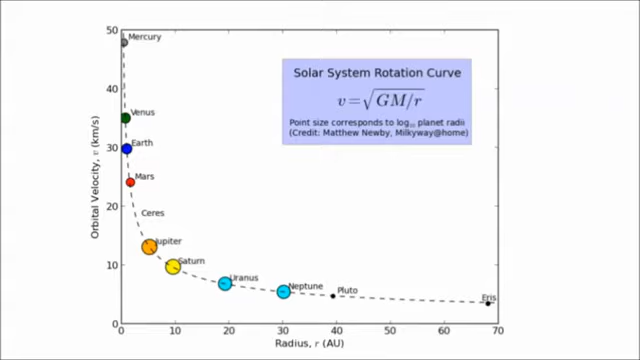 50
Mercury
Solar System Rotation Curve
v = √GM/r
Point size corresponds to log₁₀ planet radii
(Credit: Matthew Newby, Milkyway@home)
40
Venus
Orbital Velocity, v (km/s)
30
Earth
Mars
20
Ceres
Jupiter
10
Saturn
Uranus
Neptune
Pluto
Eris
0
0 10 20 30 40 50 60 70
Radius, r (AU)